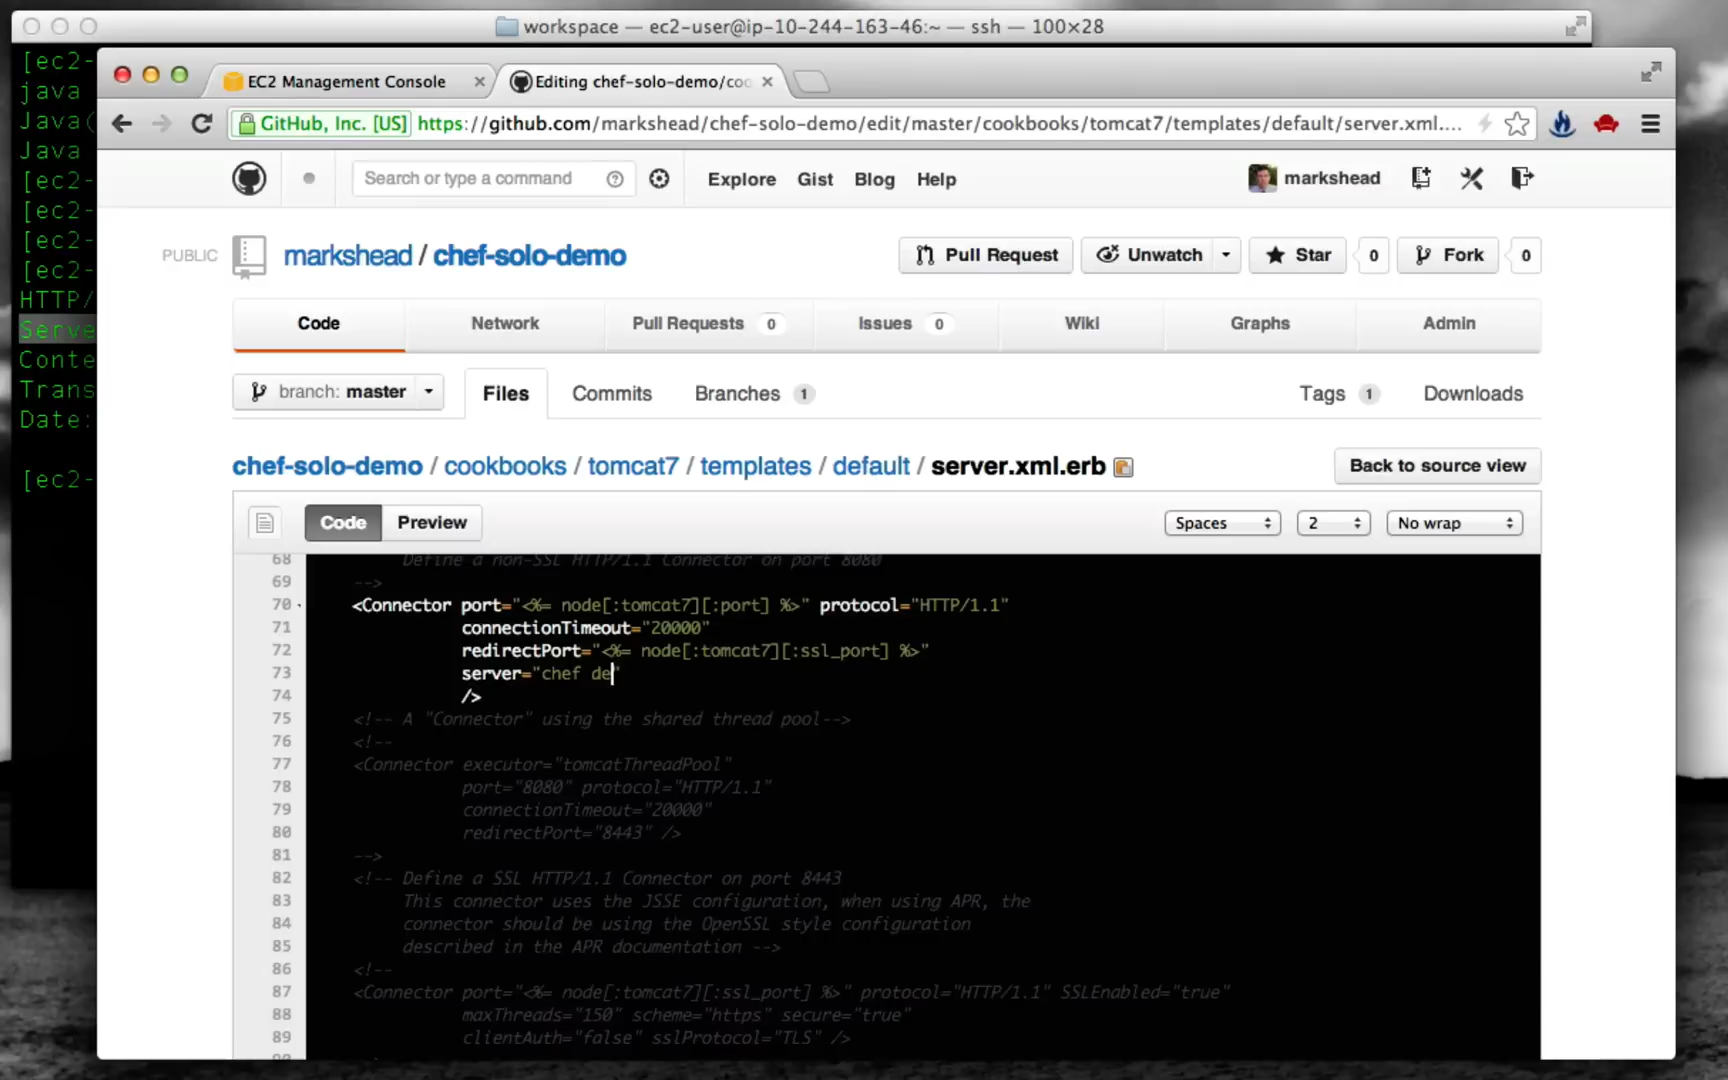 workspace — ec2-user@ip-10-244-163-46:~ — ssh — 100×28
[ec2-
java
Java(
Java
[ec2-
[ec2-
[ec2-
[ec2-
HTTP/
Serve
Conte
Trans
Date:
[ec2-
EC2 Management Console
Editing chef-solo-demo/coo
GitHub, Inc. [US] https://github.com/markshead/chef-solo-demo/edit/master/cookbooks/tomcat7/templates/default/server.xml....
Search or type a command
Explore Gist Blog Help
markshead
PUBLIC markshead / chef-solo-demo
Pull Request Unwatch Star 0 Fork 0
Code Network Pull Requests 0 Issues 0 Wiki Graphs Admin
branch: master Files Commits Branches 1 Tags 1 Downloads
chef-solo-demo / cookbooks / tomcat7 / templates / default / server.xml.erb
Back to source view
Code Preview Spaces 2 No wrap
68 Define a non-SSL HTTP/1.1 Connector on port 8080
69 -->
70 <Connector port="<%= node[:tomcat7][:port] %>" protocol="HTTP/1.1"
71 connectionTimeout="20000"
72 redirectPort="<%= node[:tomcat7][:ssl_port] %>"
73 server="chef de"
74 />
75 <!-- A "Connector" using the shared thread pool-->
76 <!--
77 <Connector executor="tomcatThreadPool"
78 port="8080" protocol="HTTP/1.1"
79 connectionTimeout="20000"
80 redirectPort="8443" />
81 -->
82 <!-- Define a SSL HTTP/1.1 Connector on port 8443
83 This connector uses the JSSE configuration, when using APR, the
84 connector should be using the OpenSSL style configuration
85 described in the APR documentation -->
86 <!--
87 <Connector port="<%= node[:tomcat7][:ssl_port] %>" protocol="HTTP/1.1" SSLEnabled="true"
88 maxThreads="150" scheme="https" secure="true"
89 clientAuth="false" sslProtocol="TLS" />